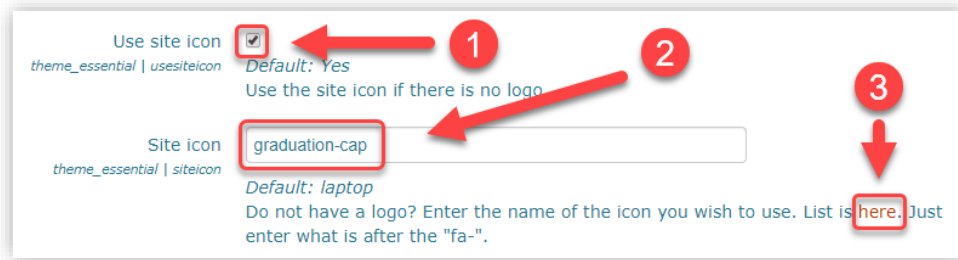 Use site icon
1
2
theme_essential | usesiteicon
Default: Yes
Use the site icon if there is no logo
3
Site icon
graduation-cap
theme_essential | siteicon
Default: laptop
Do not have a logo? Enter the name of the icon you wish to use. List is here. Just
enter what is after the "fa-".